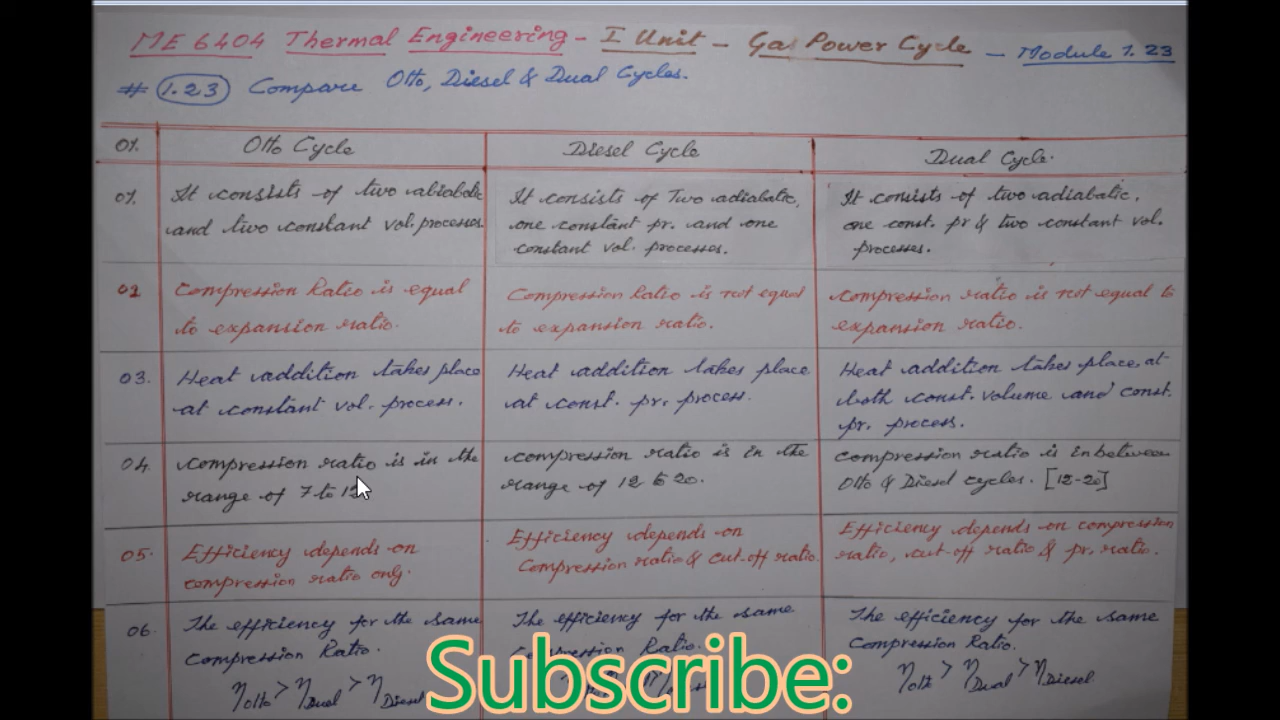 ME 6404 Thermal Engineering - I Unit - Gas Power Cycle - Module 1.23
# 1.23 Compare Otto, Diesel & Dual Cycles.
01. Otto Cycle Diesel Cycle Dual Cycle.
01. It consists of two abiabatic
and two constant vol. processes.
It consists of Two adiabatic,
one constant pr. and one
constant vol. processes.
It consists of two adiabatic,
one const. pr & two constant vol.
processes.
02 Compression Ratio is equal
to expansion ratio.
Compression Ratio is not equal
to expansion ratio.
compression ratio is not equal to
expansion ratio.
03. Heat addition takes place
at constant vol. process.
Heat addition takes place
at const. pr. process.
Heat addition takes place, at
both const. volume and const.
pr. process.
04. compression ratio is in the
range of 7 to
compression ratio is in the
range of 12 to 20.
compression ratio is in between
Otto & Diesel cycles. [12-20]
05. Efficiency depends on
compression ratio only.
Efficiency depends on
Compression ratio & cut-off ratio.
Efficiency depends on compression
ratio, cut-off ratio & pr. ratio.
06. The efficiency for the same
Compression Ratio.
ηOtto > ηDual > ηDiesel
The efficiency for the same
Ratio.
The efficiency for the same
Compression Ratio.
ηOtto > ηDual > ηDiesel
Subscribe: